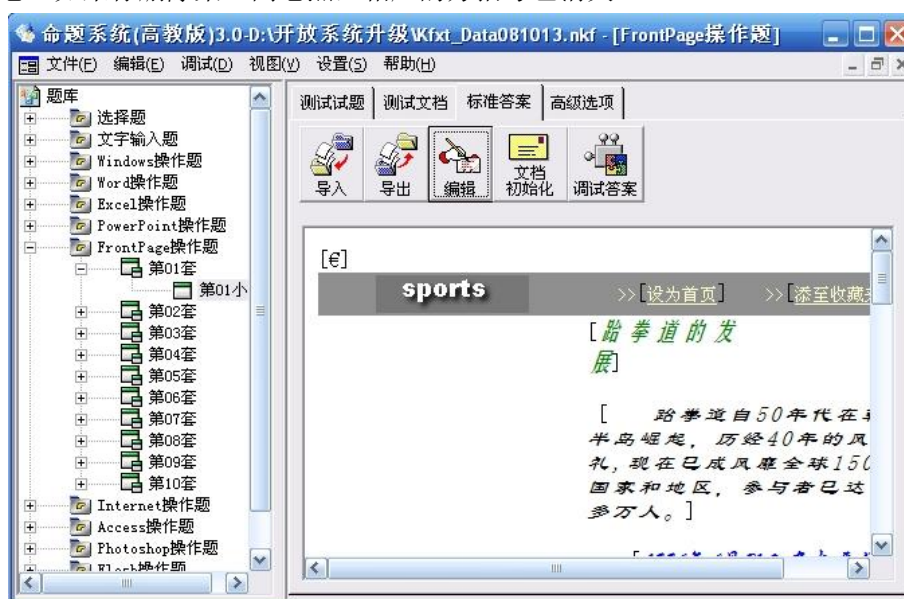 命题系统(高教版)3.0-D:\开放系统升级\Kfxt_Data081013.nkf - [FrontPage操作题]
文件(F) 编辑(E) 调试(D) 视图(V) 设置(S) 帮助(H)
题库
选择题
文字输入题
Windows操作题
Word操作题
Excel操作题
PowerPoint操作题
FrontPage操作题
第01套
第01小
第02套
第03套
第04套
第05套
第06套
第07套
第08套
第09套
第10套
Internet操作题
Access操作题
Photoshop操作题
Flash操作题
测试试题 测试文档 标准答案 高级选项
导入 导出 编辑 文档初始化 调试答案
[€]
sports >>[设为首页] >>[添至收藏
[跆拳道的发
展]
[ 跆拳道自50年代在
半岛崛起, 历经40年的风
礼,现在已成风靡全球150
国家和地区, 参与者已达
多万人。]